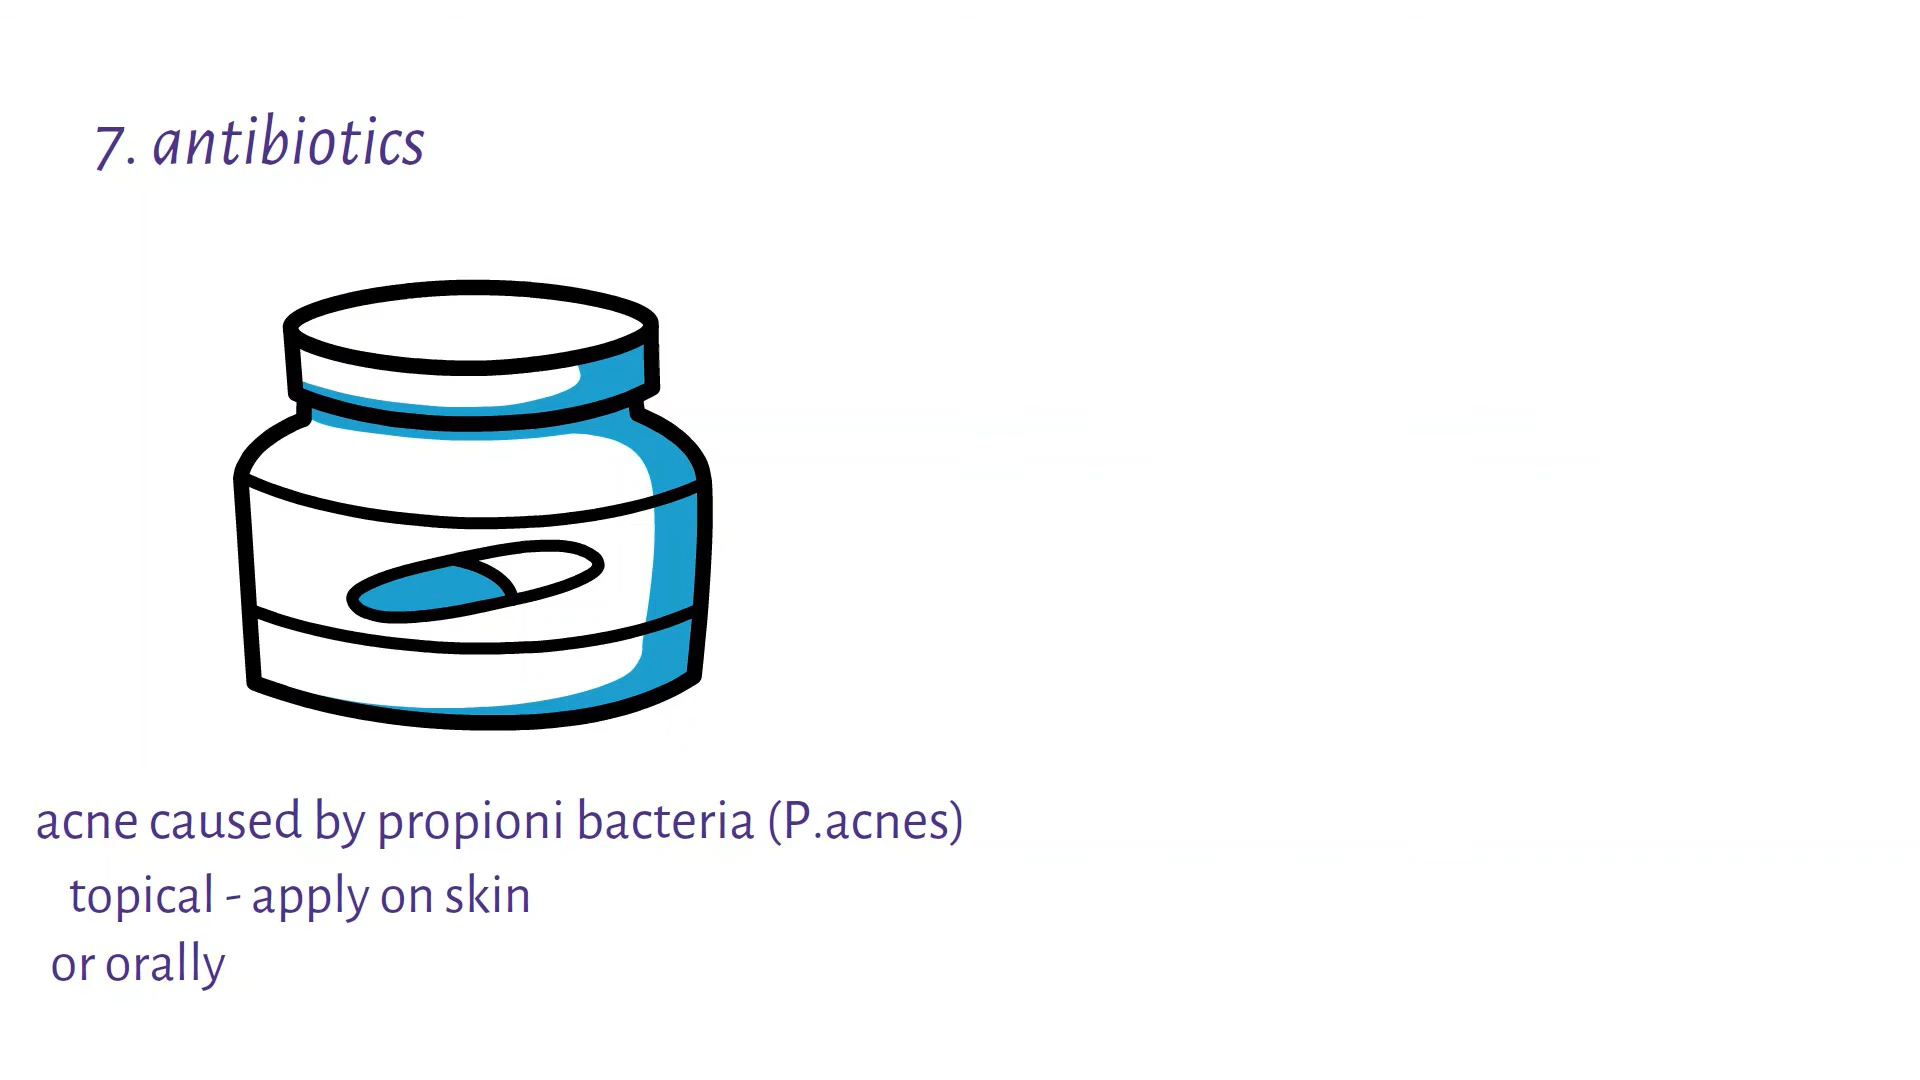 7. antibiotics
acne caused by propioni bacteria (P.acnes)
topical - apply on skin
or orally